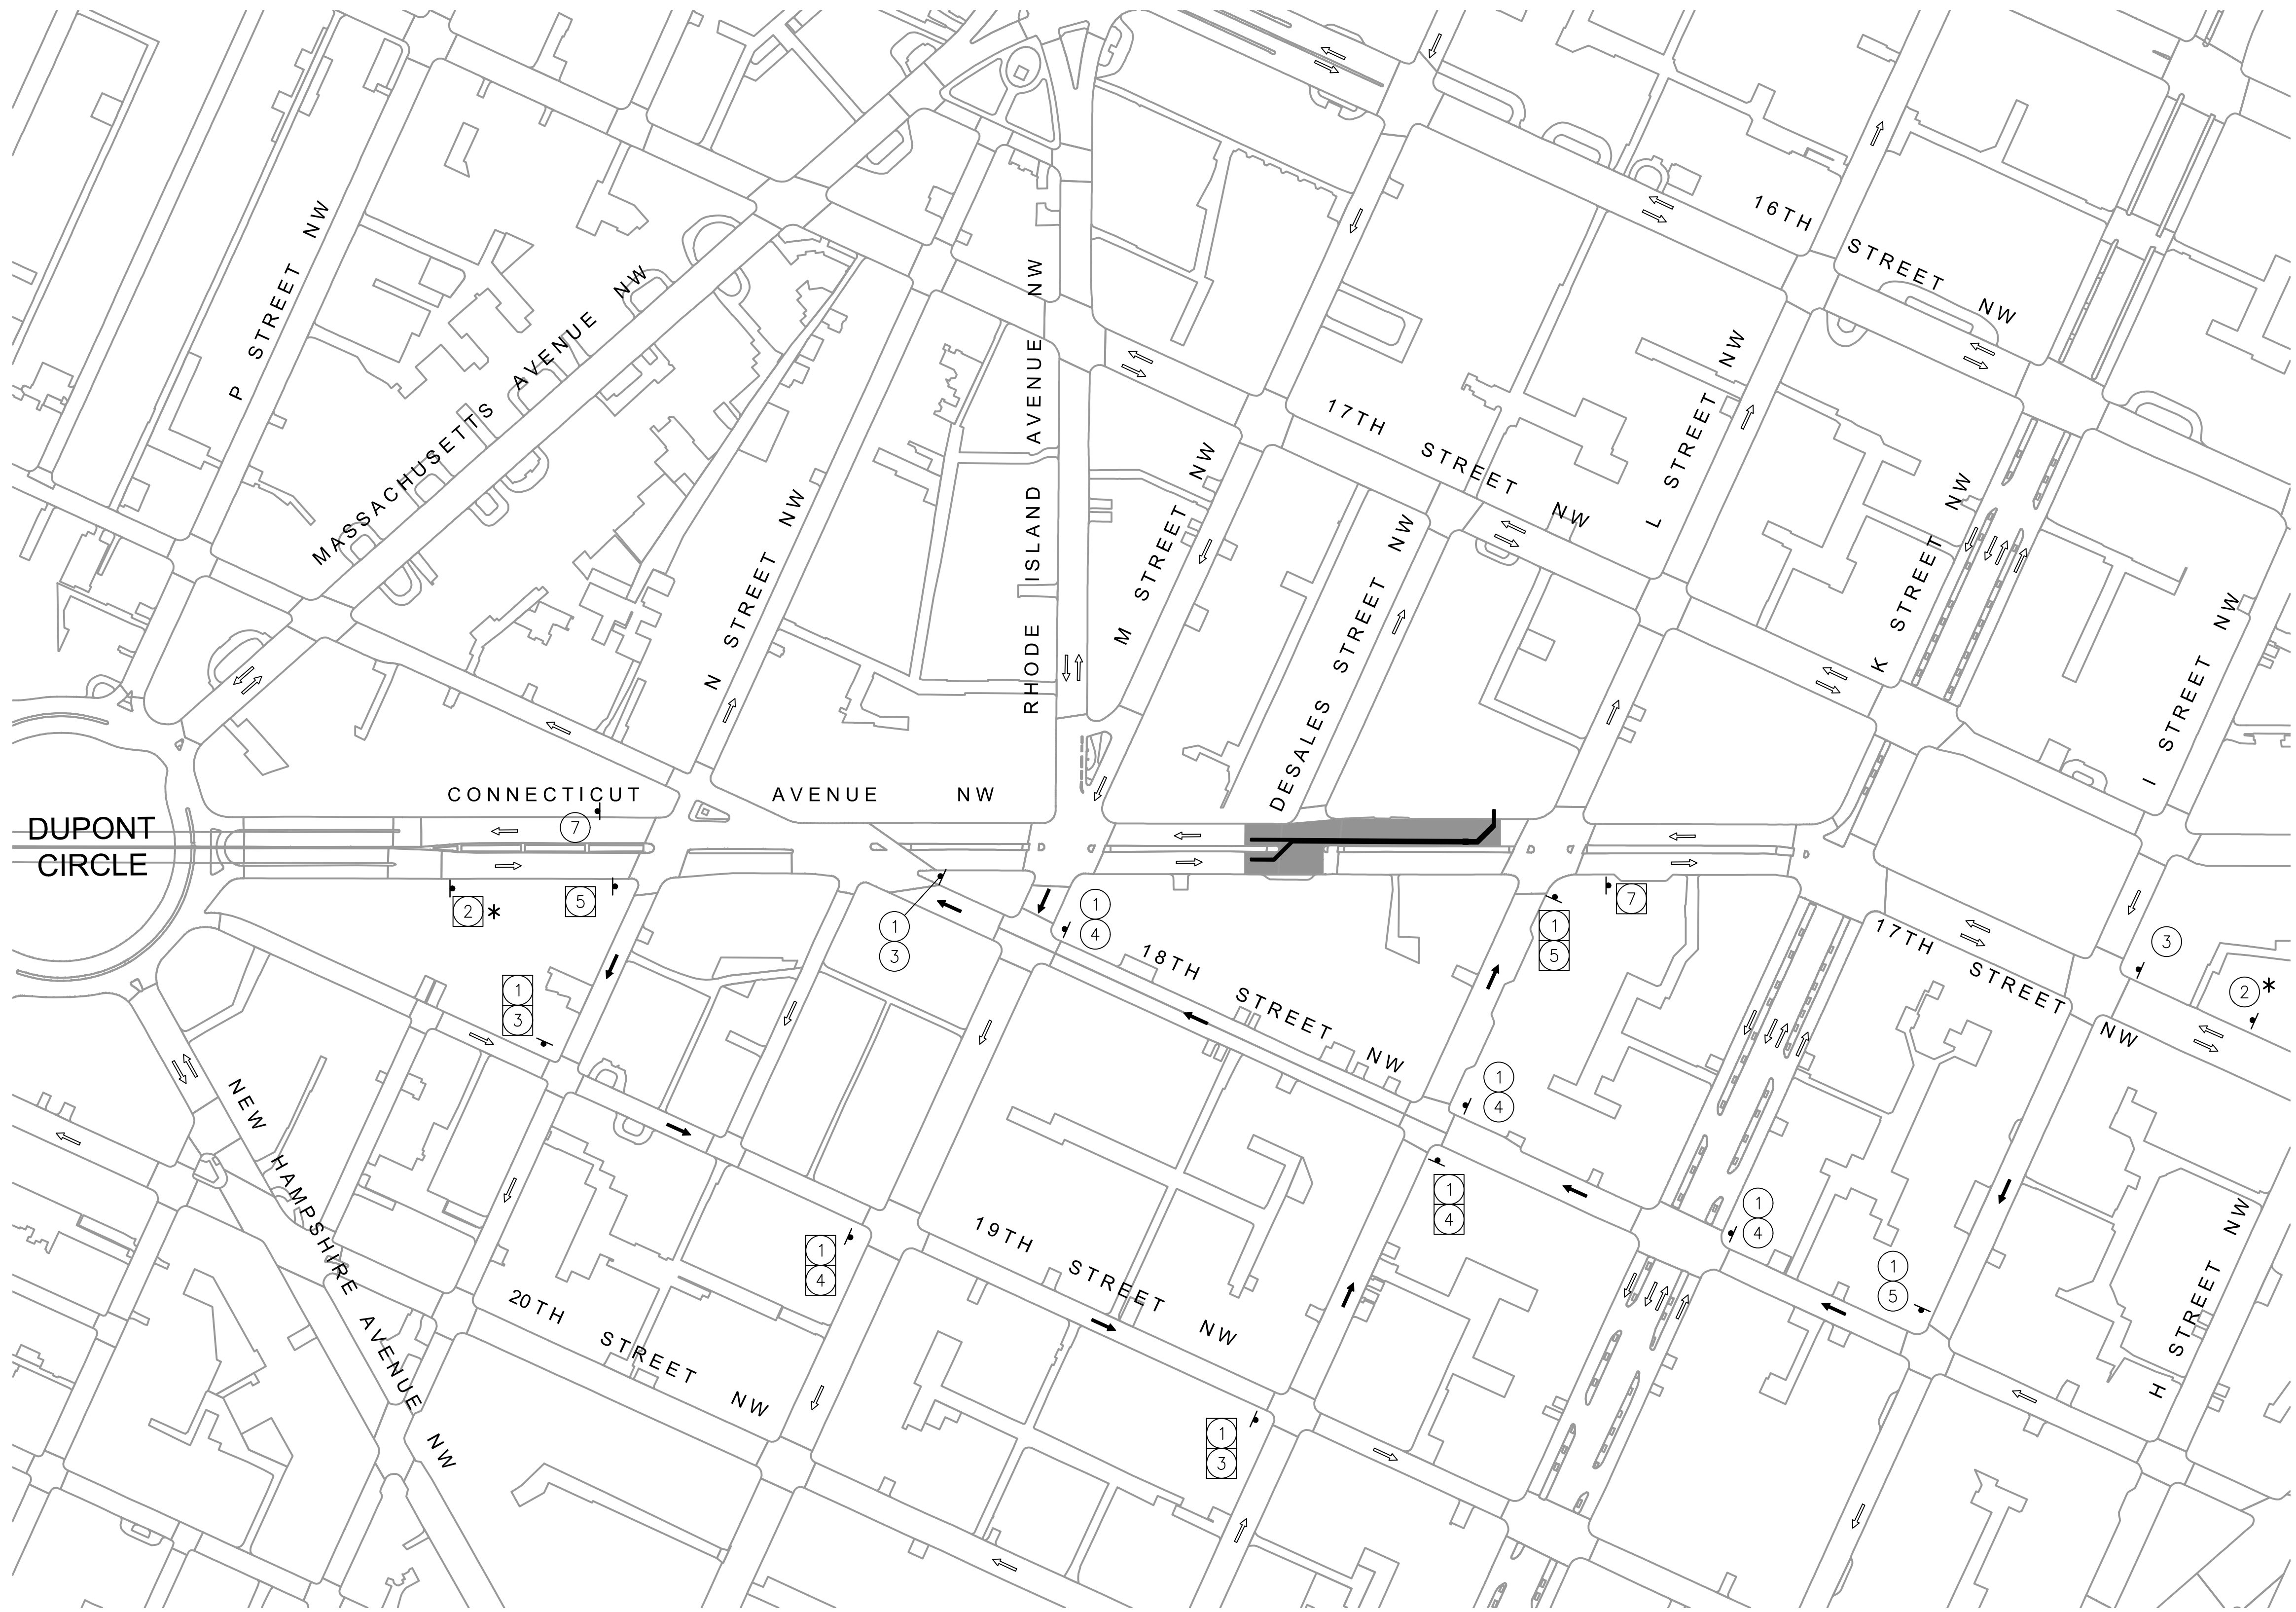 16TH STREET NW
P STREET NW
MASSACHUSETTS AVENUE NW
RHODE ISLAND AVENUE NW
L STREET NW
17TH STREET NW
M STREET NW
N STREET NW
DESALES STREET NW
K STREET NW
I STREET NW
CONNECTICUT AVENUE NW
DUPONT
CIRCLE
7
2*
5
1
3
1
4
1
5
7
17TH STREET NW
3
2*
18TH STREET NW
1
3
1
4
NEW HAMPSHIRE AVENUE NW
1
4
1
4
1
4
1
5
19TH STREET NW
20TH STREET NW
H STREET NW
1
3